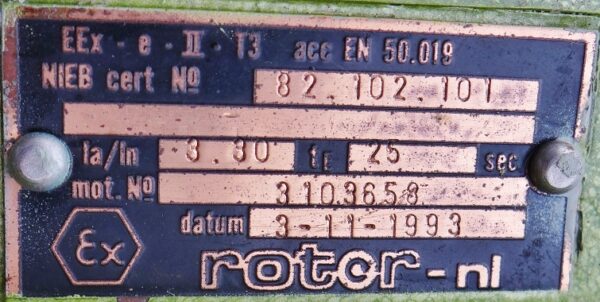 EEx - e - II - T3 acc EN 50.019
NIEB cert No 82.102.101
Ia/In 3.30 tE 25 sec
mot. No 3103658
datum 3-11-1993
Ex rotor-nl